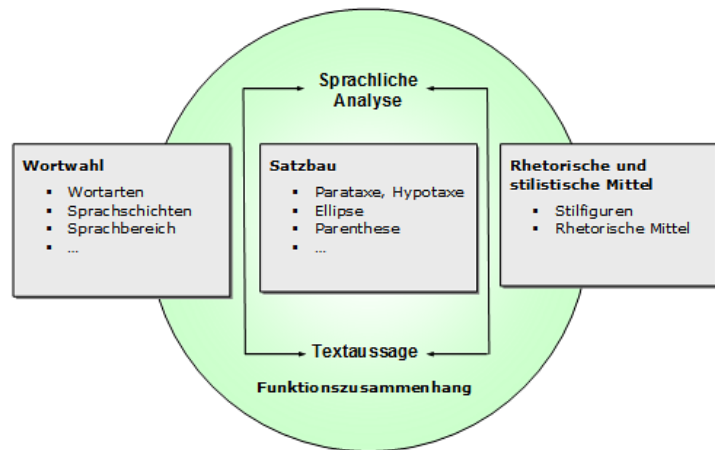 Sprachliche
Analyse
Wortwahl
▪ Wortarten
▪ Sprachschichten
▪ Sprachbereich
▪ ...
Satzbau
▪ Parataxe, Hypotaxe
▪ Ellipse
▪ Parenthese
▪ ...
Rhetorische und
stilistische Mittel
▪ Stilfiguren
▪ Rhetorische Mittel
Textaussage
Funktionszusammenhang